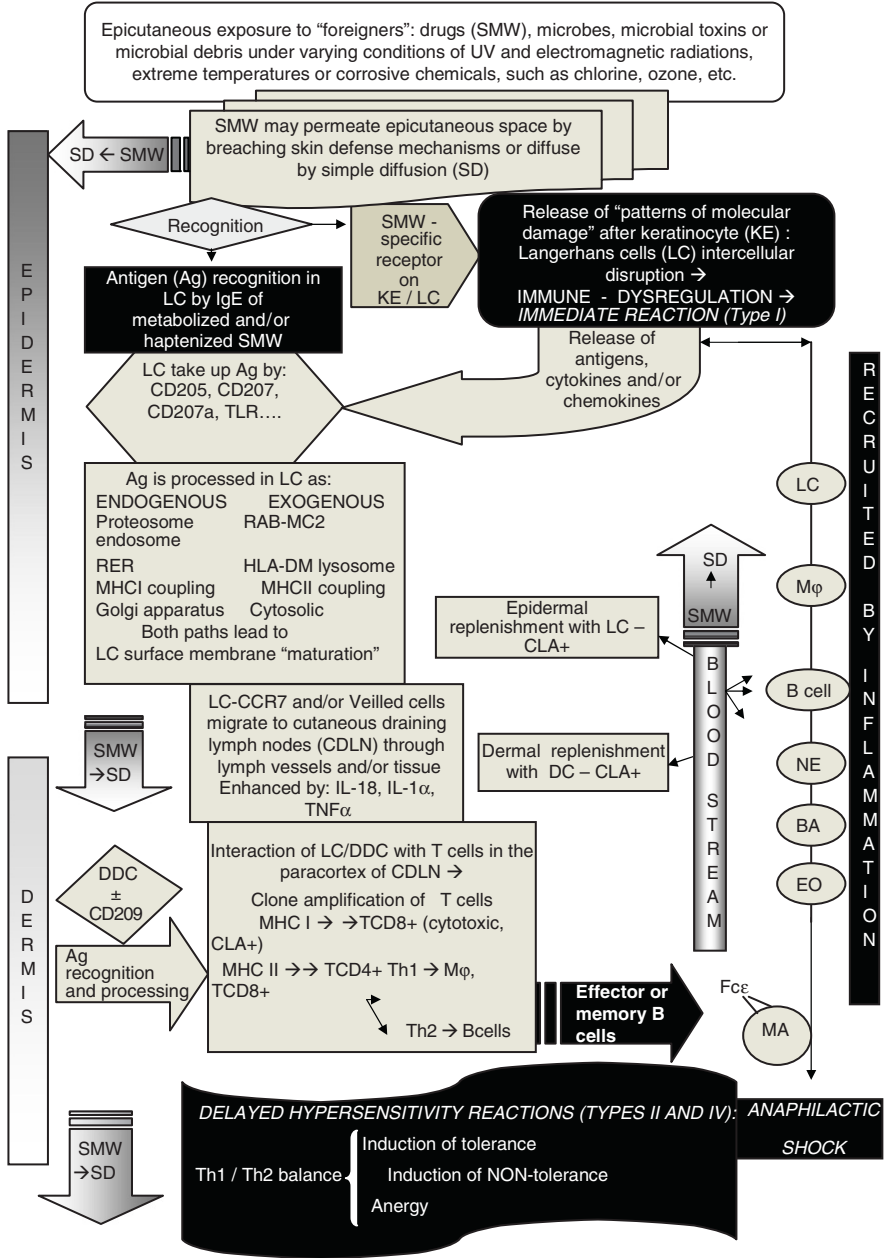 Epicutaneous exposure to “foreigners”: drugs (SMW), microbes, microbial toxins or
microbial debris under varying conditions of UV and electromagnetic radiations,
extreme temperatures or corrosive chemicals, such as chlorine, ozone, etc.
SMW may permeate epicutaneous space by
breaching skin defense mechanisms or diffuse
by simple diffusion (SD)
SD ← SMW
EPIDERMIS
Recognition
SMW -
specific
receptor
on
KE / LC
Release of “patterns of molecular
damage” after keratinocyte (KE) :
Langerhans cells (LC) intercellular
disruption →
IMMUNE - DYSREGULATION →
IMMEDIATE REACTION (Type I)
Antigen (Ag) recognition in
LC by IgE of
metabolized and/or
haptenized SMW
Release of
antigens,
cytokines and/or
chemokines
LC take up Ag by:
CD205, CD207,
CD207a, TLR....
Ag is processed in LC as:
ENDOGENOUS EXOGENOUS
Proteosome RAB-MC2
endosome
RER HLA-DM lysosome
MHCI coupling MHCII coupling
Golgi apparatus Cytosolic
Both paths lead to
LC surface membrane “maturation”
RECRUITED BY INFLAMMATION
LC
Mφ
B cell
NE
BA
EO
SD
SMW
BLOOD STREAM
Epidermal
replenishment with LC –
CLA+
Dermal replenishment
with DC – CLA+
LC-CCR7 and/or Veilled cells
migrate to cutaneous draining
lymph nodes (CDLN) through
lymph vessels and/or tissue
Enhanced by: IL-18, IL-1α,
TNFα
SMW
→SD
DERMIS
DDC
±
CD209
Ag
recognition
and processing
Interaction of LC/DDC with T cells in the
paracortex of CDLN →
Clone amplification of T cells
MHC I → →TCD8+ (cytotoxic,
CLA+)
MHC II →→ TCD4+ Th1 → Mφ,
TCD8+
Th2 → Bcells
Effector or
memory B
cells
Fcε
MA
SMW
→SD
DELAYED HYPERSENSITIVITY REACTIONS (TYPES II AND IV):
Th1 / Th2 balance
Induction of tolerance
Induction of NON-tolerance
Anergy
ANAPHILACTIC
SHOCK